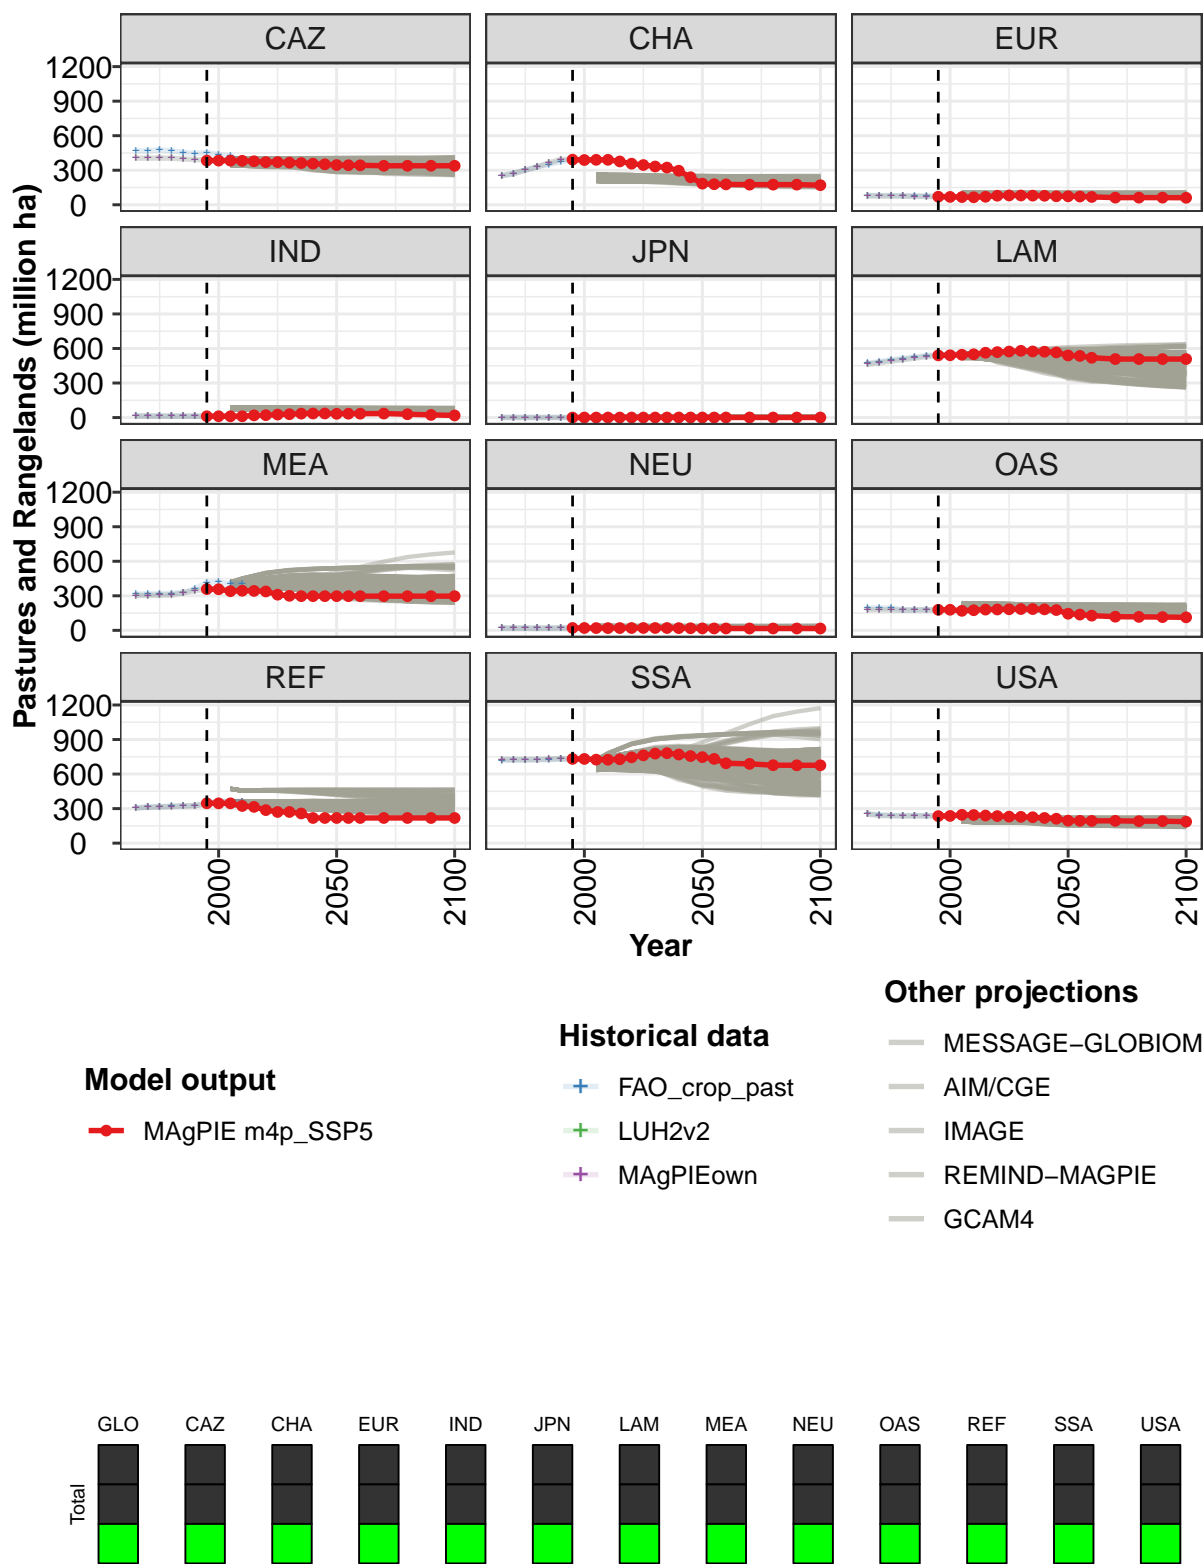 CAZ CHA EUR
1200
900
600
300
0
IND JPN LAM
1200
900
600
300
0
MEA NEU OAS
1200
900
600
300
0
REF SSA USA
1200
900
600
300
0
Pastures and Rangelands (million ha)
2000 2050 2100 2000 2050 2100 2000 2050 2100
Year
Model output
MAgPIE m4p_SSP5
Historical data
FAO_crop_past
LUH2v2
MAgPIEown
Other projections
MESSAGE−GLOBIOM
AIM/CGE
IMAGE
REMIND−MAGPIE
GCAM4
GLO CAZ CHA EUR IND JPN LAM MEA NEU OAS REF SSA USA
Total